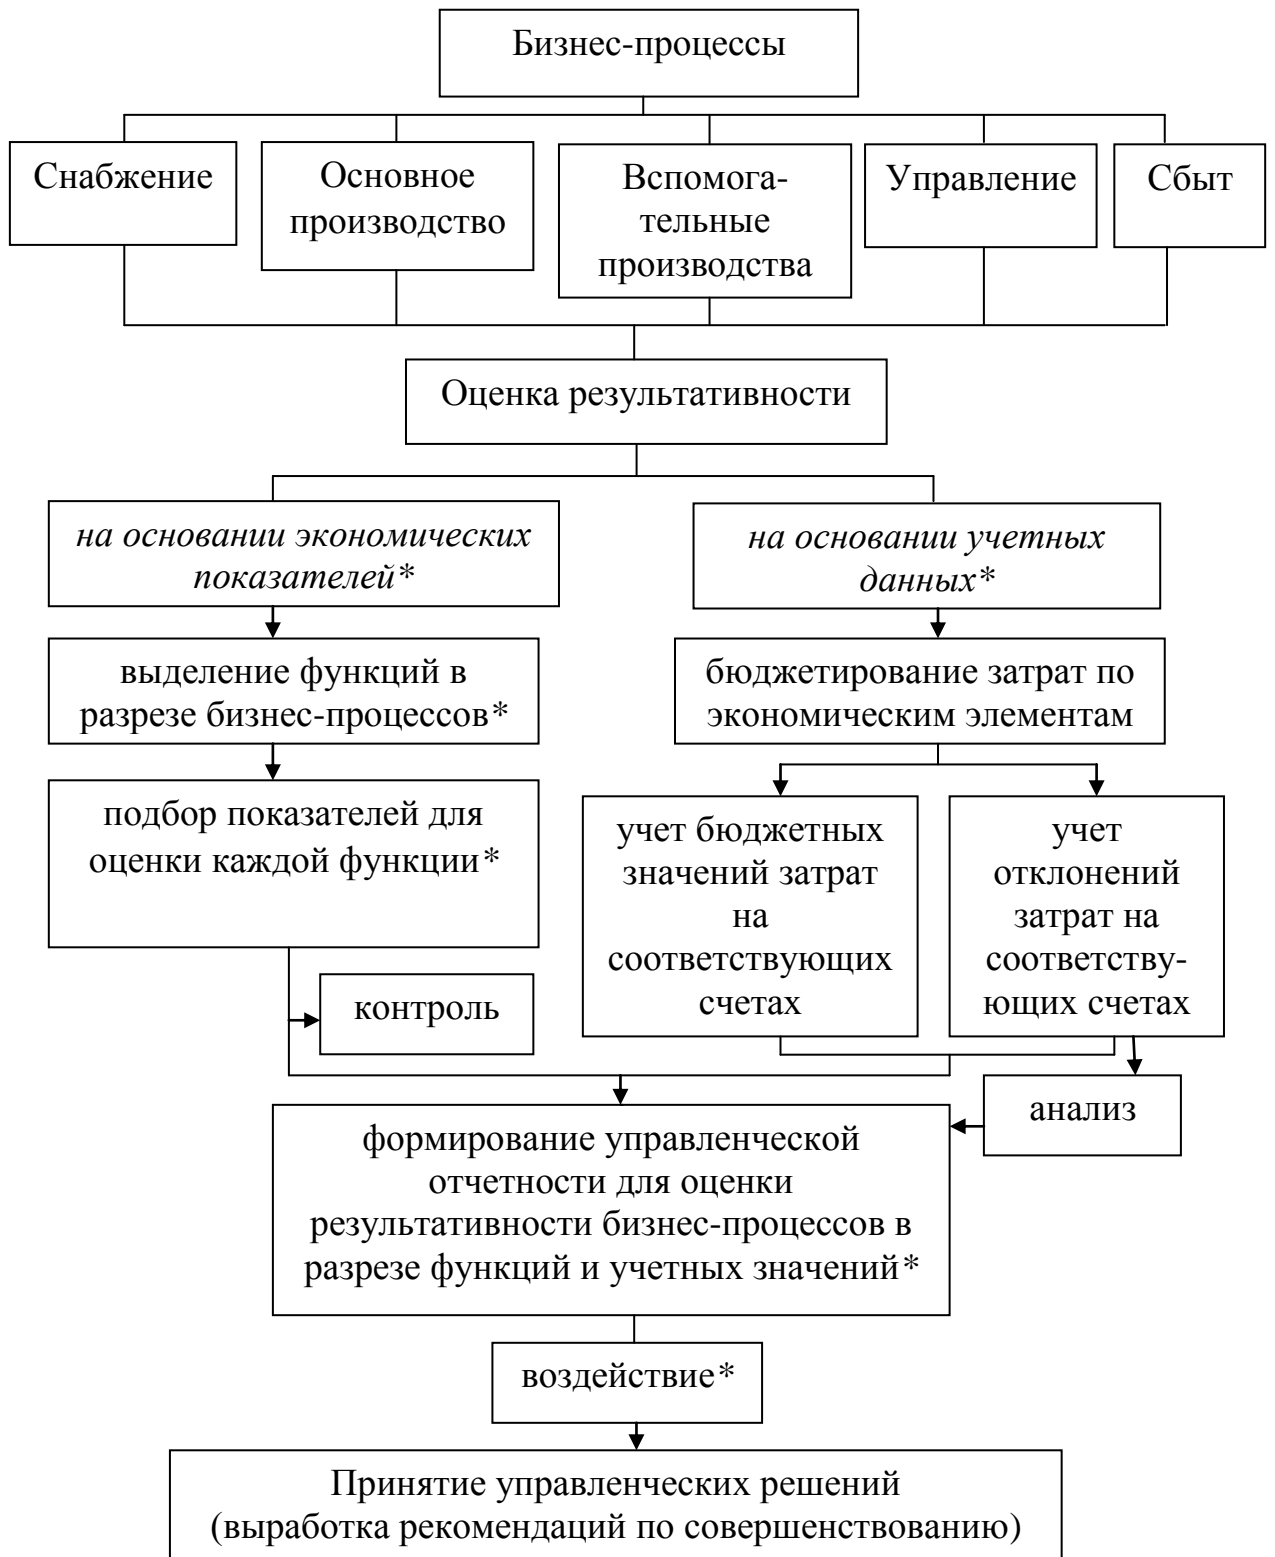 Бизнес-процессы
Снабжение
Основное
производство
Вспомога-
тельные
производства
Управление
Сбыт
Оценка результативности
на основании экономических
показателей*
на основании учетных
данных*
выделение функций в
разрезе бизнес-процессов*
бюджетирование затрат по
экономическим элементам
подбор показателей для
оценки каждой функции*
учет бюджетных
значений затрат
на
соответствующих
счетах
учет
отклонений
затрат на
соответству-
ющих счетах
контроль
анализ
формирование управленческой
отчетности для оценки
результативности бизнес-процессов в
разрезе функций и учетных значений*
воздействие*
Принятие управленческих решений
(выработка рекомендаций по совершенствованию)